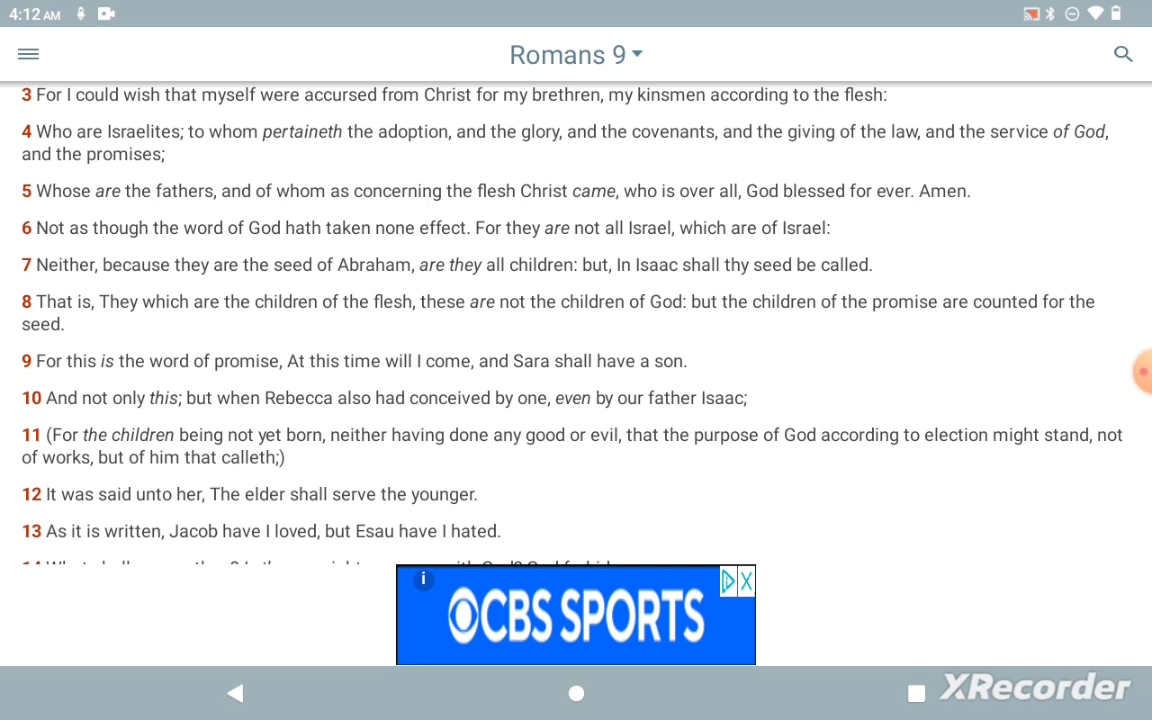 4:12 AM
Romans 9
3 For I could wish that myself were accursed from Christ for my brethren, my kinsmen according to the flesh:
4 Who are Israelites; to whom pertaineth the adoption, and the glory, and the covenants, and the giving of the law, and the service of God,
and the promises;
5 Whose are the fathers, and of whom as concerning the flesh Christ came, who is over all, God blessed for ever. Amen.
6 Not as though the word of God hath taken none effect. For they are not all Israel, which are of Israel:
7 Neither, because they are the seed of Abraham, are they all children: but, In Isaac shall thy seed be called.
8 That is, They which are the children of the flesh, these are not the children of God: but the children of the promise are counted for the
seed.
9 For this is the word of promise, At this time will I come, and Sara shall have a son.
10 And not only this; but when Rebecca also had conceived by one, even by our father Isaac;
11 (For the children being not yet born, neither having done any good or evil, that the purpose of God according to election might stand, not
of works, but of him that calleth;)
12 It was said unto her, The elder shall serve the younger.
13 As it is written, Jacob have I loved, but Esau have I hated.
CBS SPORTS
XRecorder